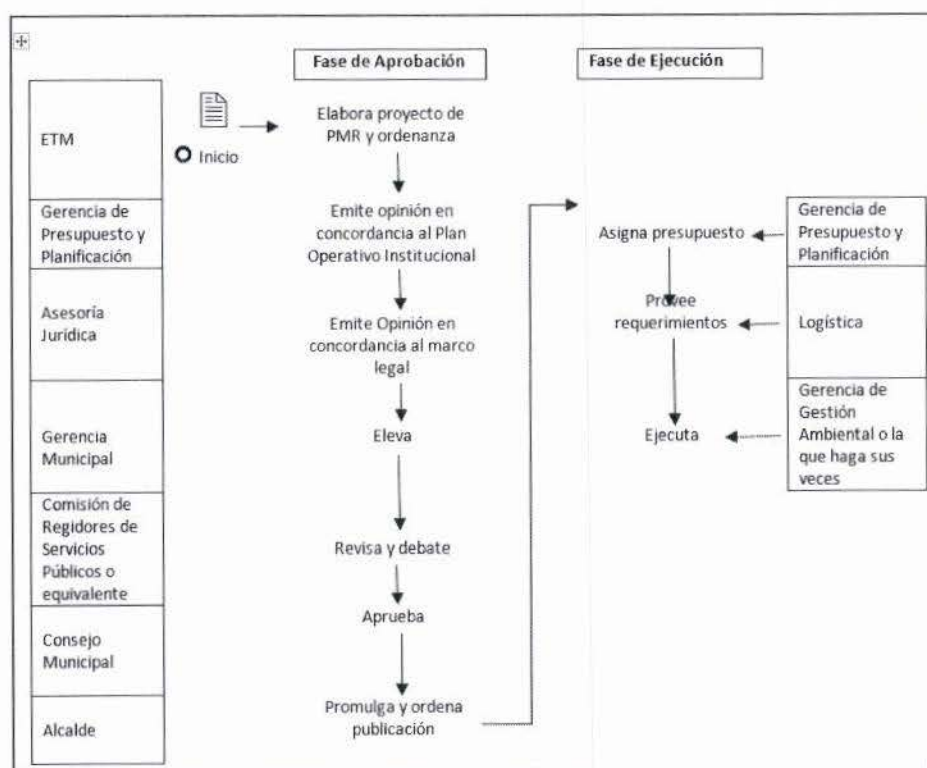 Fase de Aprobación
Fase de Ejecución
ETM
Inicio
Elabora proyecto de
PMR y ordenanza
Gerencia de
Presupuesto y
Planificación
Emite opinión en
concordancia al Plan
Operativo Institucional
Asigna presupuesto
Gerencia de
Presupuesto y
Planificación
Asesoría
Jurídica
Emite Opinión en
concordancia al marco
legal
Provee
requerimientos
Logística
Gerencia
Municipal
Eleva
Ejecuta
Gerencia de
Gestión
Ambiental o la
que haga sus
veces
Comisión de
Regidores de
Servicios
Públicos o
equivalente
Revisa y debate
Consejo
Municipal
Aprueba
Alcalde
Promulga y ordena
publicación